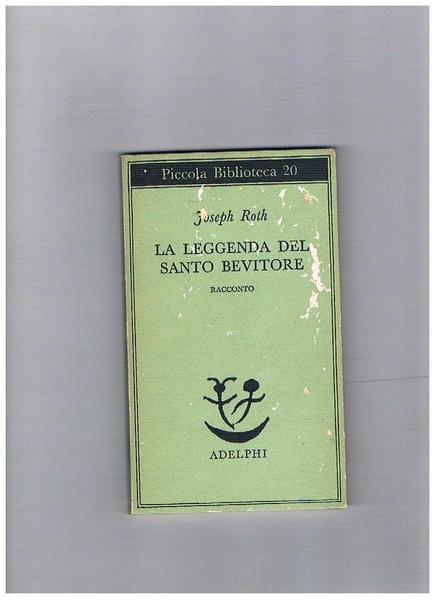 Piccola Biblioteca 20
Joseph Roth
LA LEGGENDA DEL
SANTO BEVITORE
RACCONTO
ADELPHI